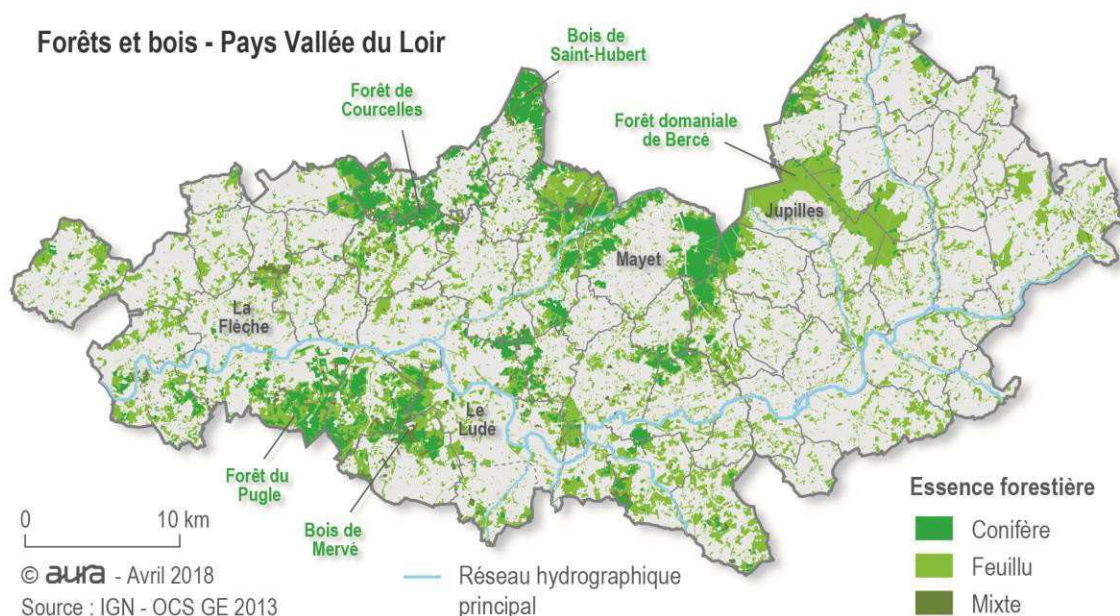 Forêts et bois - Pays Vallée du Loir
Bois de
Saint-Hubert
Forêt de
Courcelles
Forêt domaniale
de Bercé
Jupilles
Mayet
La
Flèche
Le
Lude
Forêt du
Pugle
Bois de
Mervé
0 10 km
© aura - Avril 2018
Source : IGN - OCS GE 2013
Réseau hydrographique
principal
Essence forestière
Conifère
Feuillu
Mixte